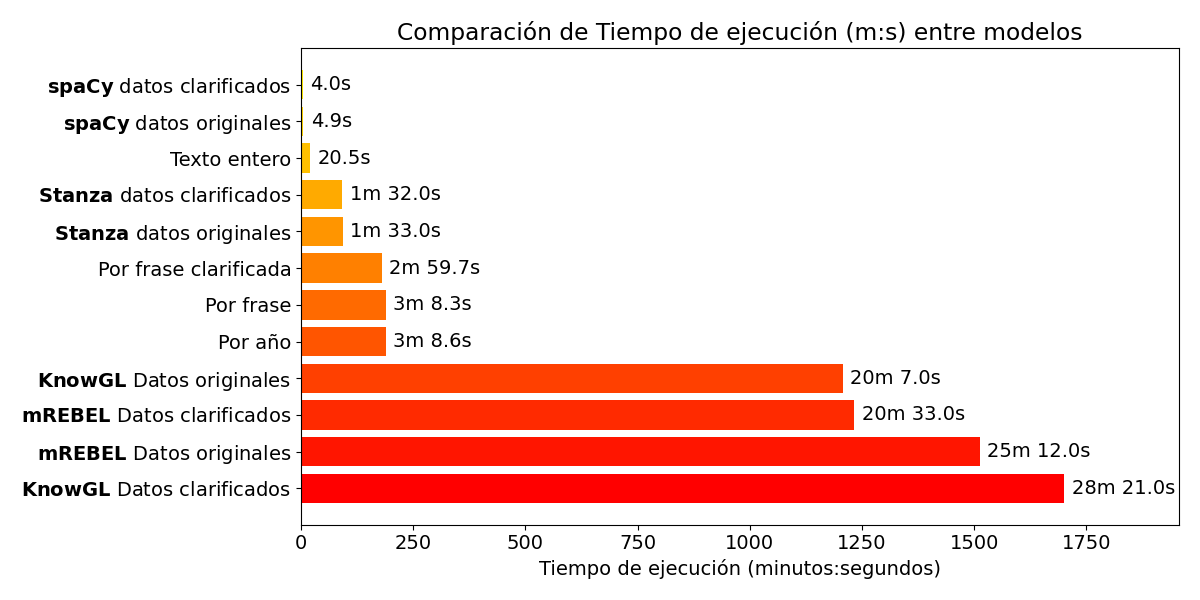 Comparación de Tiempo de ejecución (m:s) entre modelos
spaCy datos clarificados 4.0s
spaCy datos originales 4.9s
Texto entero 20.5s
Stanza datos clarificados 1m 32.0s
Stanza datos originales 1m 33.0s
Por frase clarificada 2m 59.7s
Por frase 3m 8.3s
Por año 3m 8.6s
KnowGL Datos originales 20m 7.0s
mREBEL Datos clarificados 20m 33.0s
mREBEL Datos originales 25m 12.0s
KnowGL Datos clarificados 28m 21.0s
0 250 500 750 1000 1250 1500 1750
Tiempo de ejecución (minutos:segundos)